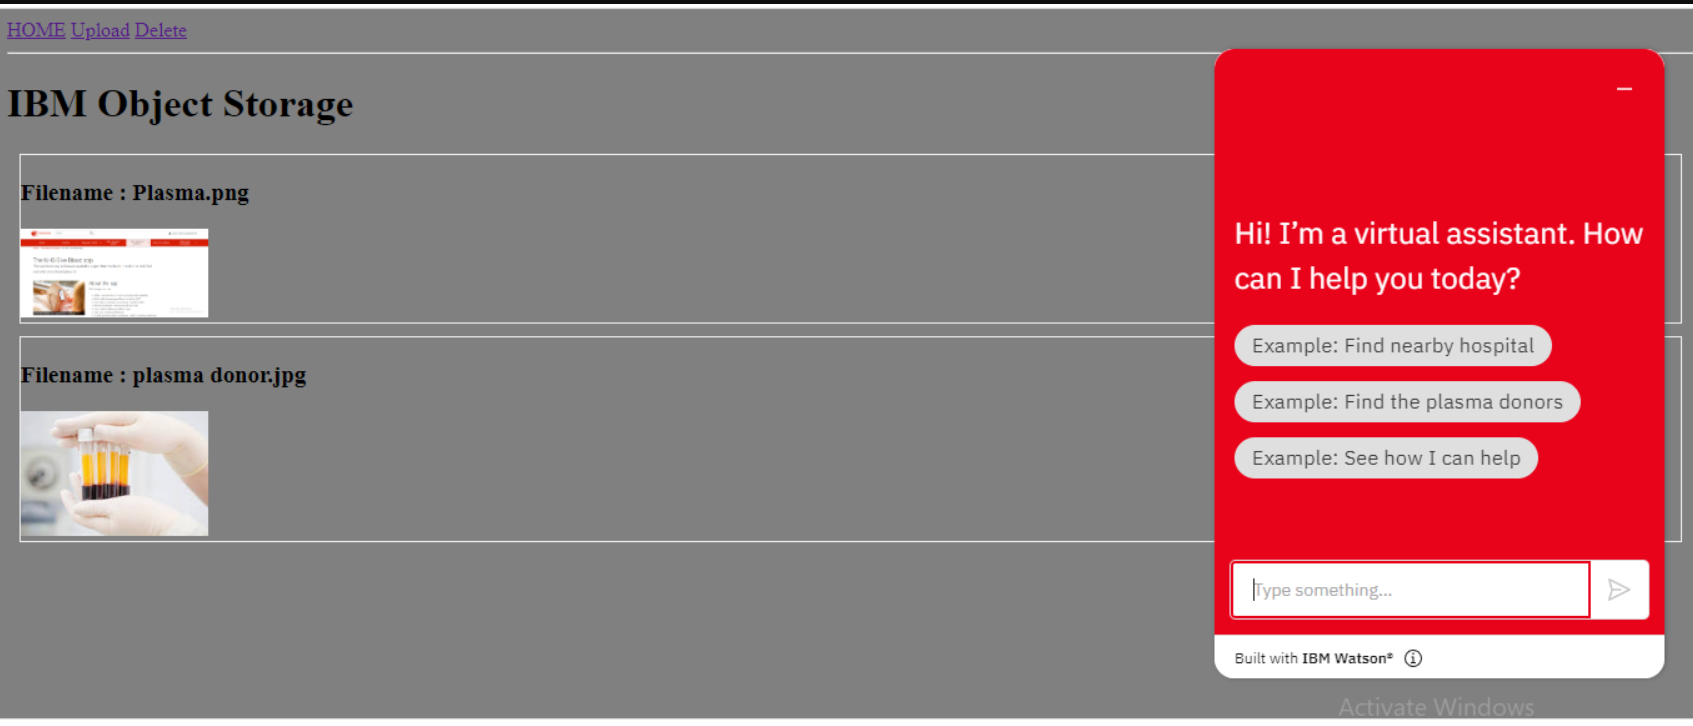 HOME Upload Delete
IBM Object Storage
Filename : Plasma.png
Filename : plasma donor.jpg
Hi! I’m a virtual assistant. How
can I help you today?
Example: Find nearby hospital
Example: Find the plasma donors
Example: See how I can help
Type something...
Built with IBM Watson®
Activate Windows